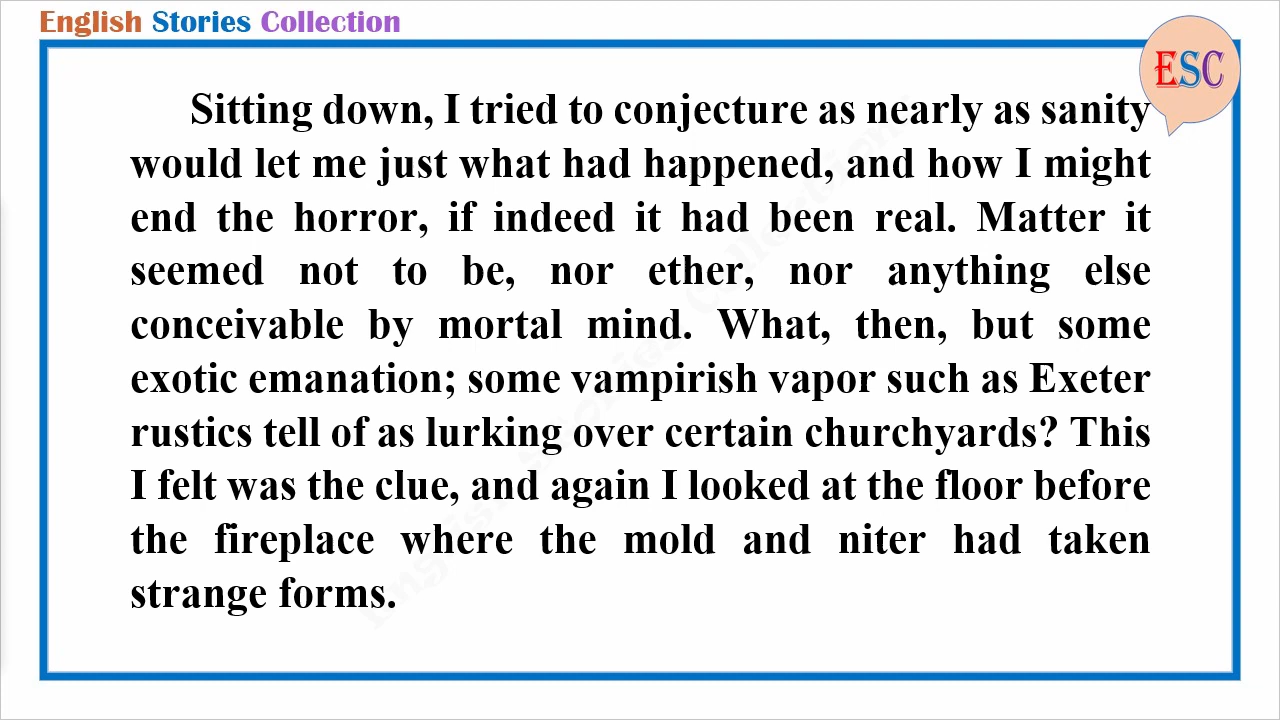 English Stories Collection
ESC
Sitting down, I tried to conjecture as nearly as sanity
would let me just what had happened, and how I might
end the horror, if indeed it had been real. Matter it
seemed not to be, nor ether, nor anything else
conceivable by mortal mind. What, then, but some
exotic emanation; some vampirish vapor such as Exeter
rustics tell of as lurking over certain churchyards? This
I felt was the clue, and again I looked at the floor before
the fireplace where the mold and niter had taken
strange forms.
English Stories Collection